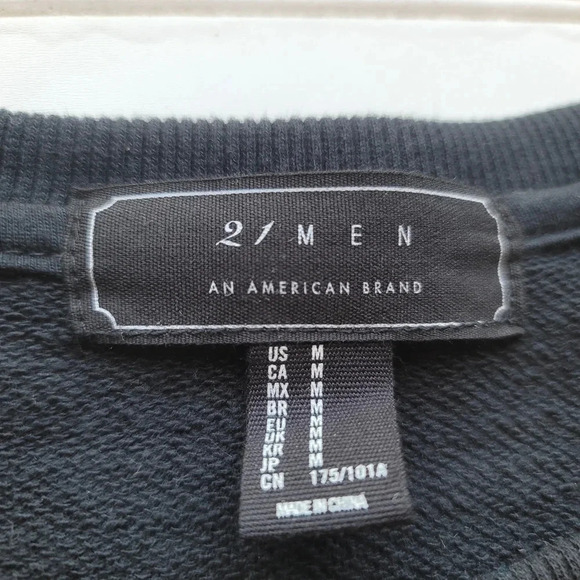 21 MEN
AN AMERICAN BRAND
US M
CA M
MX M
BR M
EU M
UK M
KR M
JP M
CN 175/101A
MADE IN CHINA